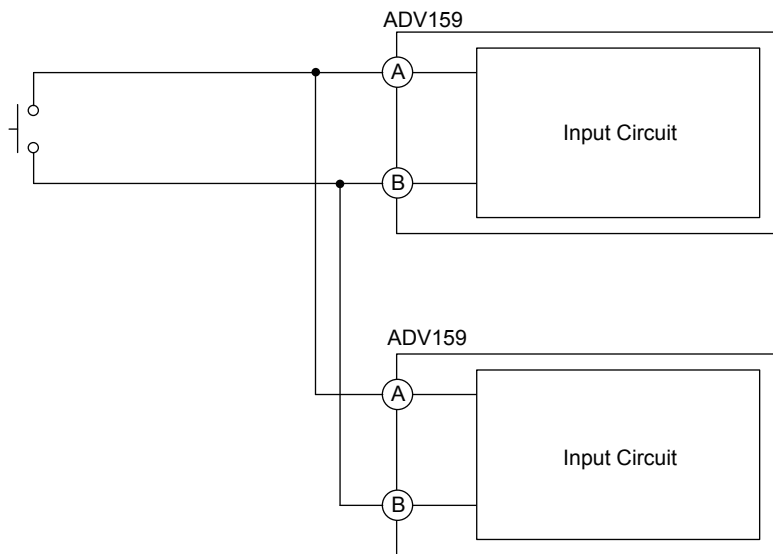 ADV159
A
Input Circuit
B
ADV159
A
Input Circuit
B